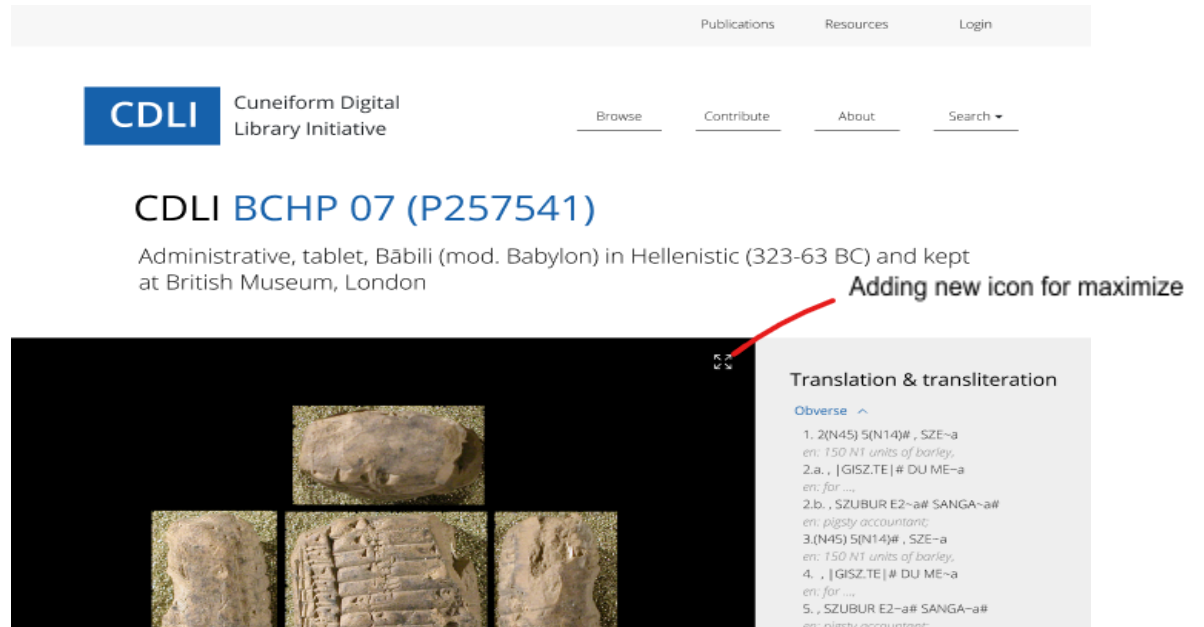 Publications Resources Login
CDLI
Cuneiform Digital
Library Initiative
Browse Contribute About Search
CDLI BCHP 07 (P257541)
Administrative, tablet, Bābili (mod. Babylon) in Hellenistic (323-63 BC) and kept
at British Museum, London
Adding new icon for maximize
Translation & transliteration
Obverse
1. 2(N45) 5(N14)# , SZE~a
en: 150 N1 units of barley,
2.a. , |GISZ.TE|# DU ME~a
en: for ...,
2.b. , SZUBUR E2~a# SANGA~a#
en: pigsty accountant;
3.(N45) 5(N14)# , SZE~a
en: 150 N1 units of barley,
4. , |GISZ.TE|# DU ME~a
en: for ...,
5. , SZUBUR E2~a# SANGA~a#
en: pigsty accountant;